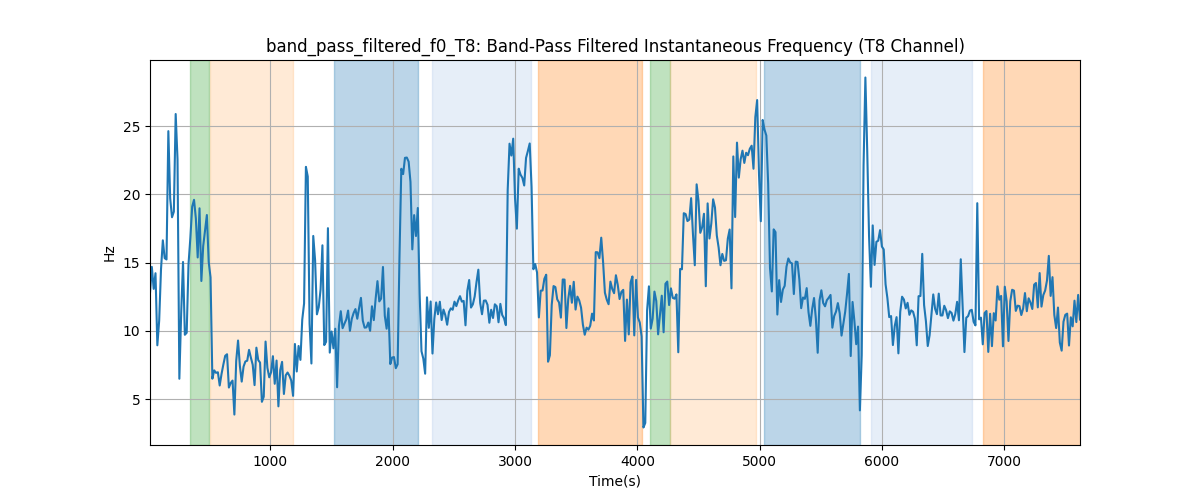 band_pass_filtered_f0_T8: Band-Pass Filtered Instantaneous Frequency (T8 Channel)
25
20
15
10
5
Hz
1000 2000 3000 4000 5000 6000 7000
Time(s)